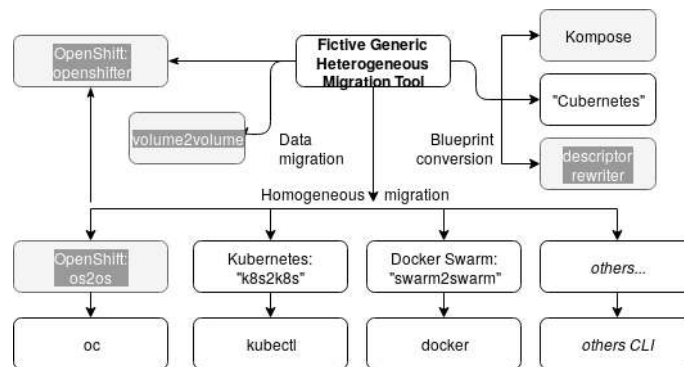 OpenShift:
openshifter
Fictive Generic
Heterogeneous
Migration Tool
Kompose
"Cubernetes"
volume2volume
Data
migration
Blueprint
conversion
descriptor
rewriter
Homogeneous migration
OpenShift:
os2os
Kubernetes:
"k8s2k8s"
Docker Swarm:
"swarm2swarm"
others...
oc
kubectl
docker
others CLI